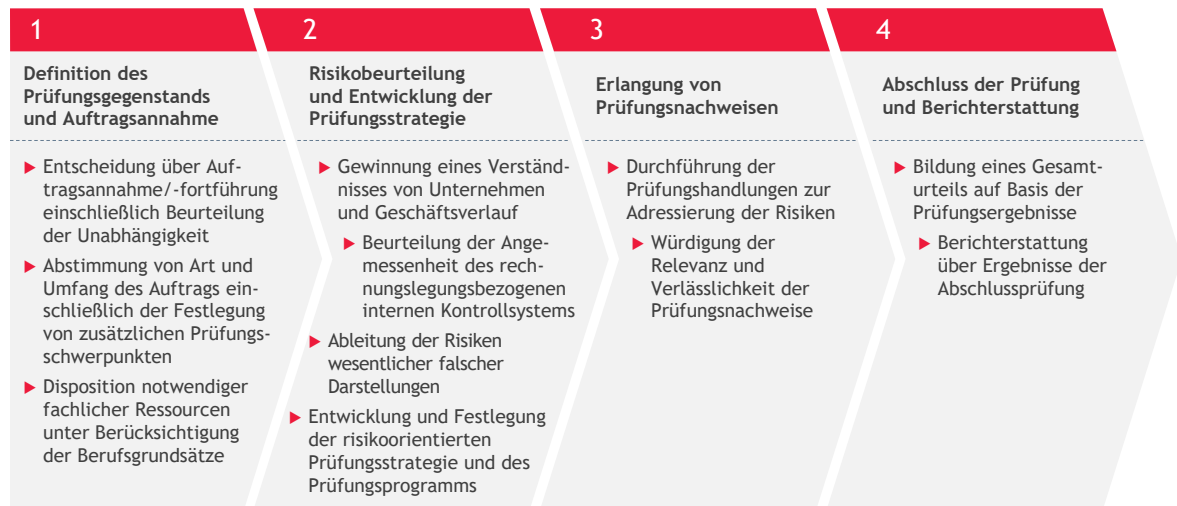 1
Definition des
Prüfungsgegenstands
und Auftragsannahme
Entscheidung über Auf-
tragsannahme/-fortführung
einschließlich Beurteilung
der Unabhängigkeit
Abstimmung von Art und
Umfang des Auftrags ein-
schließlich der Festlegung
von zusätzlichen Prüfungs-
schwerpunkten
Disposition notwendiger
fachlicher Ressourcen
unter Berücksichtigung
der Berufsgrundsätze
2
Risikobeurteilung
und Entwicklung der
Prüfungsstrategie
Gewinnung eines Verständ-
nisses von Unternehmen
und Geschäftsverlauf
Beurteilung der Ange-
messenheit des rech-
nungslegungsbezogenen
internen Kontrollsystems
Ableitung der Risiken
wesentlicher falscher
Darstellungen
Entwicklung und Festlegung
der risikoorientierten
Prüfungsstrategie und des
Prüfungsprogramms
3
Erlangung von
Prüfungsnachweisen
Durchführung der
Prüfungshandlungen zur
Adressierung der Risiken
Würdigung der
Relevanz und
Verlässlichkeit der
Prüfungsnachweise
4
Abschluss der Prüfung
und Berichterstattung
Bildung eines Gesamt-
urteils auf Basis der
Prüfungsergebnisse
Berichterstattung
über Ergebnisse der
Abschlussprüfung